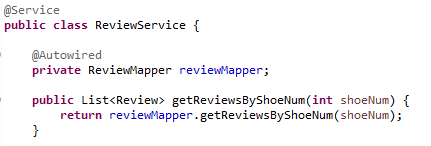 @Service
public class ReviewService {
@Autowired
private ReviewMapper reviewMapper;
public List<Review> getReviewsByShoeNum(int shoeNum) {
return reviewMapper.getReviewsByShoeNum(shoeNum);
}